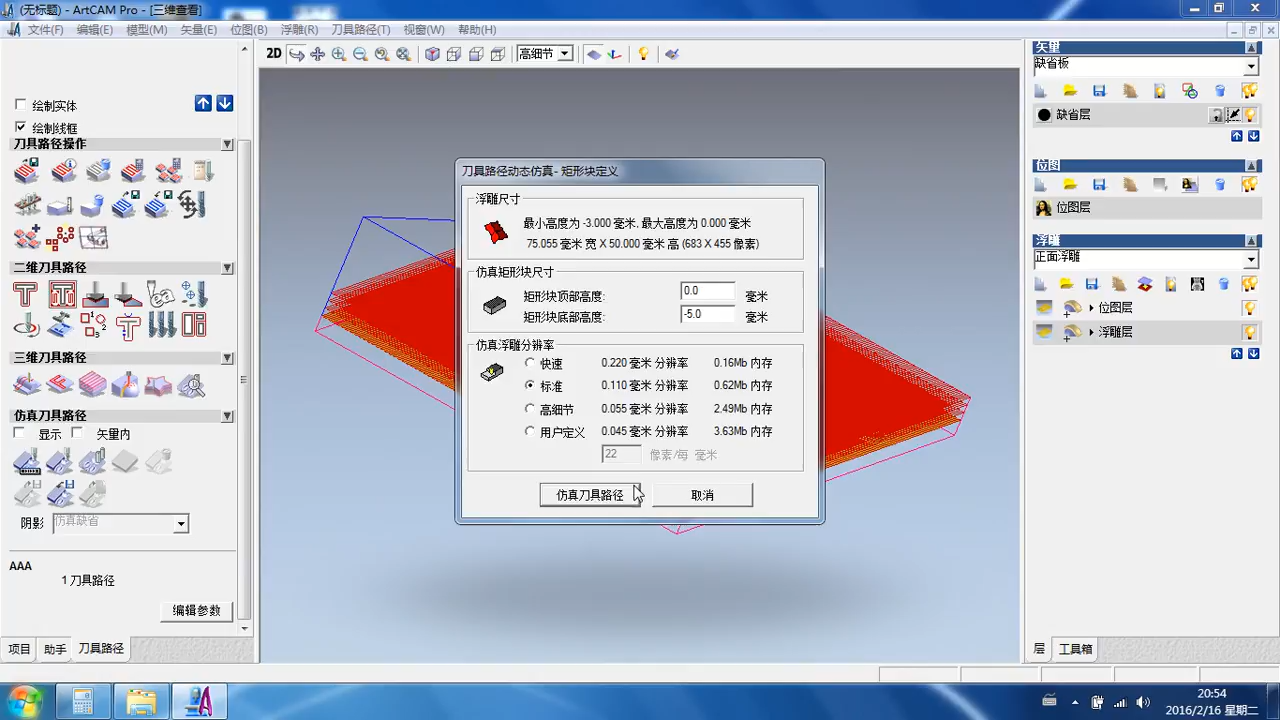 (无标题) - ArtCAM Pro - [三维查看]
文件(F) 编辑(E) 模型(M) 矢量(E) 位图(B) 浮雕(R) 刀具路径(T) 视窗(W) 帮助(H)
2D 高细节
绘制实体
绘制线框
刀具路径操作
二维刀具路径
三维刀具路径
仿真刀具路径
显示 矢量内
阴影 仿真缺省
AAA
1 刀具路径
编辑参数
项目 助手 刀具路径
刀具路径动态仿真- 矩形块定义
浮雕尺寸
最小高度为 -3.000 毫米, 最大高度为 0.000 毫米
75.055 毫米 宽 X 50.000 毫米 高 (683 X 455 像素)
仿真矩形块尺寸
矩形块顶部高度: 0.0 毫米
矩形块底部高度: -5.0 毫米
仿真浮雕分辨率
快速 0.220 毫米 分辨率 0.16Mb 内存
标准 0.110 毫米 分辨率 0.62Mb 内存
高细节 0.055 毫米 分辨率 2.49Mb 内存
用户定义 0.045 毫米 分辨率 3.63Mb 内存
22 像素/每 毫米
仿真刀具路径 取消
矢量
缺省板
缺省层
位图
位图层
浮雕
正面浮雕
位图层
浮雕层
层 工具箱
20:54
2016/2/16 星期二